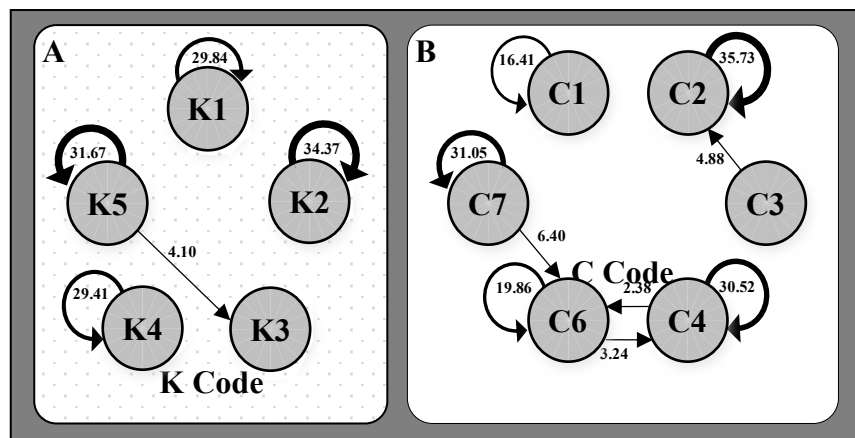 A
29.84
K1
31.67
34.37
K5
K2
4.10
29.41
K4
K3
K Code
B
16.41
35.73
C1
C2
31.05
4.88
C7
C3
6.40
C Code
19.86
2.38
30.52
C6
C4
3.24